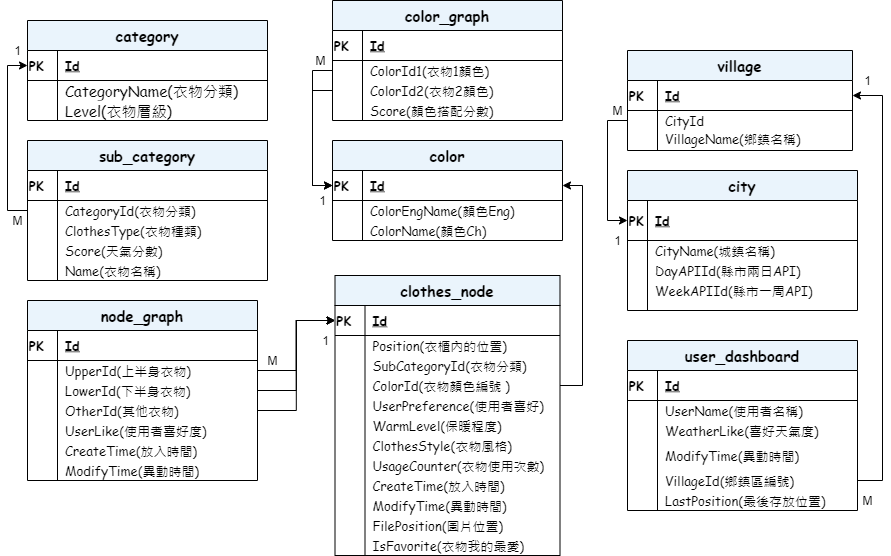 category
1
PK Id
CategoryName(衣物分類)
Level(衣物層級)
sub_category
PK Id
M
CategoryId(衣物分類)
ClothesType(衣物種類)
Score(天氣分數)
Name(衣物名稱)
node_graph
PK Id
M
UpperId(上半身衣物)
LowerId(下半身衣物)
OtherId(其他衣物)
UserLike(使用者喜好度)
CreateTime(放入時間)
ModifyTime(異動時間)
color_graph
PK Id
M
ColorId1(衣物1顏色)
ColorId2(衣物2顏色)
Score(顏色搭配分數)
color
PK Id
1
ColorEngName(顏色Eng)
ColorName(顏色Ch)
clothes_node
PK Id
1
Position(衣櫃內的位置)
SubCategoryId(衣物分類)
ColorId(衣物顏色編號 )
UserPreference(使用者喜好)
WarmLevel(保暖程度)
ClothesStyle(衣物風格)
UsageCounter(衣物使用次數)
CreateTime(放入時間)
ModifyTime(異動時間)
FilePosition(圖片位置)
IsFavorite(衣物我的最愛)
village
1
PK Id
M
CityId
VillageName(鄉鎮名稱)
city
PK Id
1
CityName(城鎮名稱)
DayAPIId(縣市兩日API)
WeekAPIId(縣市一周API)
user_dashboard
PK Id
UserName(使用者名稱)
WeatherLike(喜好天氣度)
ModifyTime(異動時間)
VillageId(鄉鎮區編號)
LastPosition(最後存放位置)
M